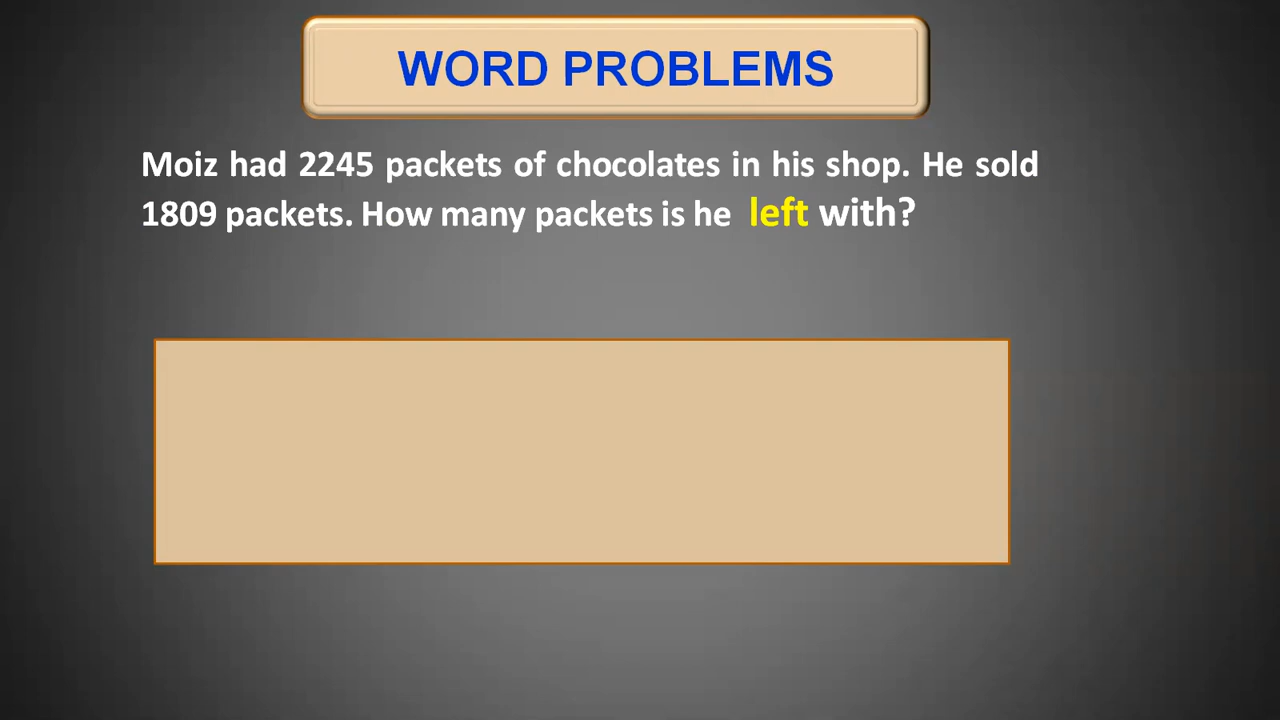 WORD PROBLEMS
Moiz had 2245 packets of chocolates in his shop. He sold
1809 packets. How many packets is he left with?